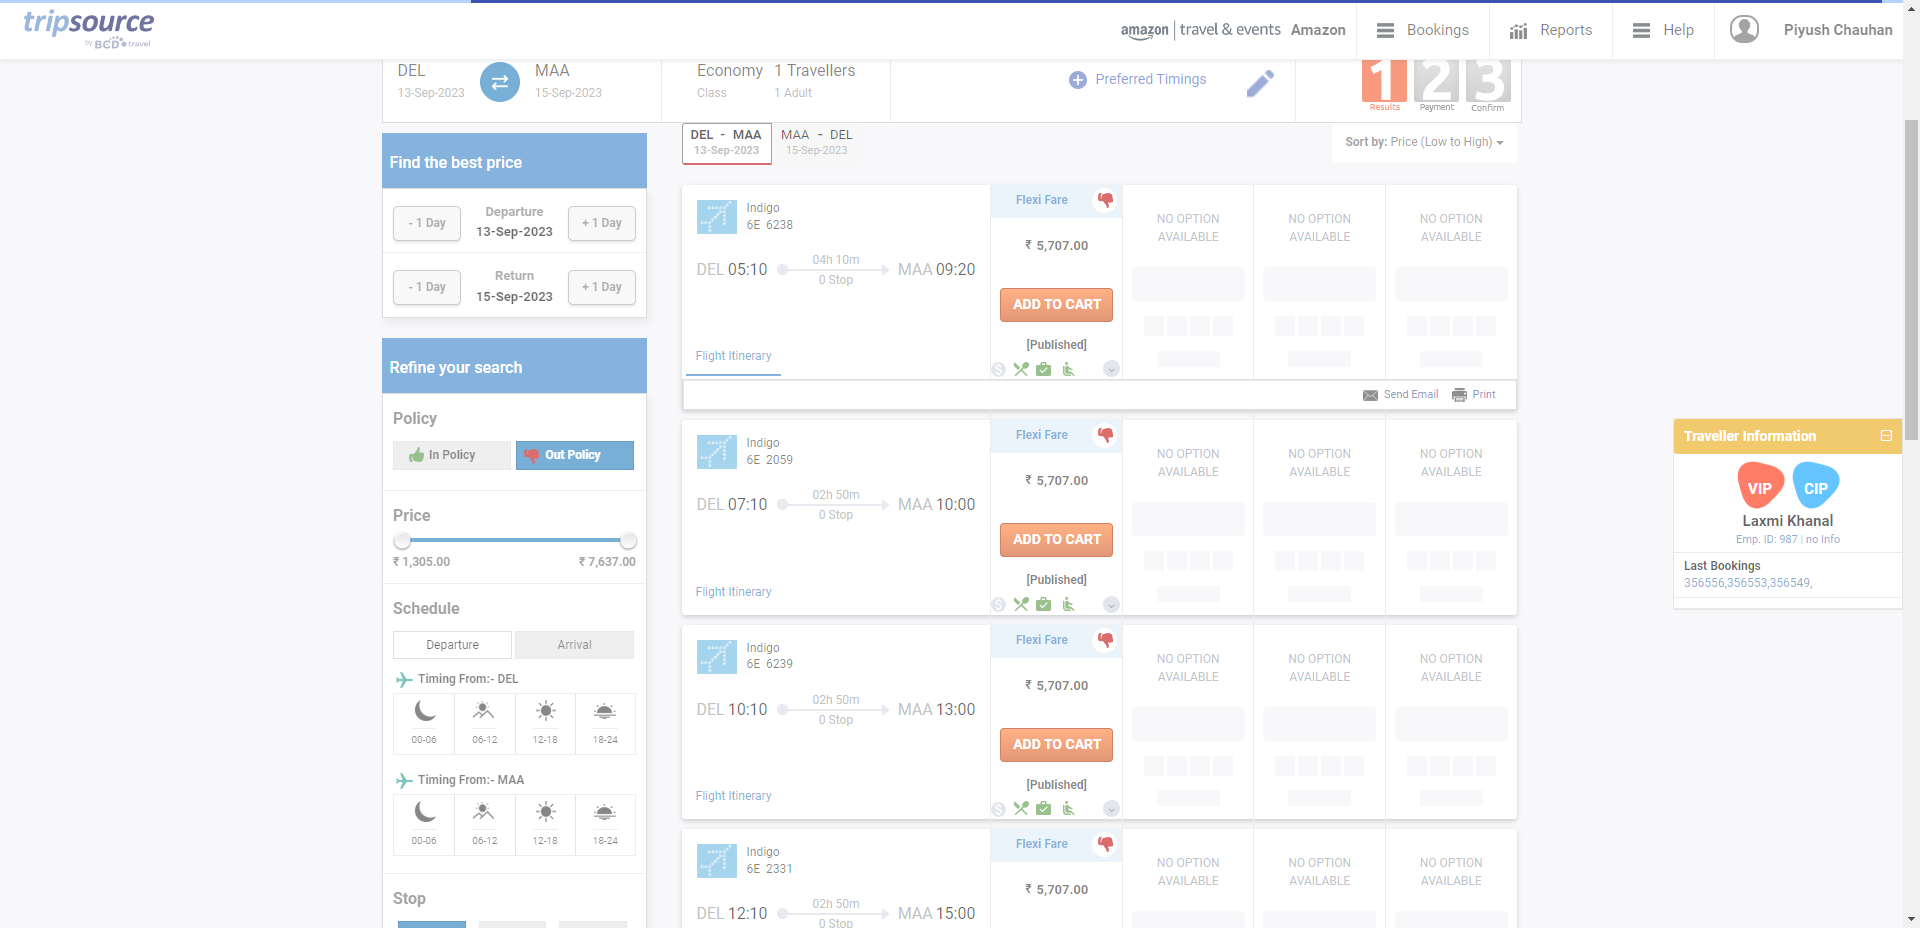 tripsource
by BCD travel
amazon | travel & events Amazon
Bookings
Reports
Help
Piyush Chauhan
DEL
13-Sep-2023
MAA
15-Sep-2023
Economy
Class
1 Travellers
1 Adult
Preferred Timings
1 2 3
Results Payment Confirm
Find the best price
- 1 Day
Departure
13-Sep-2023
+ 1 Day
- 1 Day
Return
15-Sep-2023
+ 1 Day
Refine your search
Policy
In Policy
Out Policy
Price
₹ 1,305.00 ₹ 7,637.00
Schedule
Departure Arrival
Timing From:- DEL
00-06 06-12 12-18 18-24
Timing From:- MAA
00-06 06-12 12-18 18-24
Stop
DEL - MAA
13-Sep-2023
MAA - DEL
15-Sep-2023
Sort by: Price (Low to High)
Indigo
6E 6238
DEL 05:10
04h 10m
0 Stop
MAA 09:20
Flight Itinerary
Flexi Fare
₹ 5,707.00
ADD TO CART
[Published]
NO OPTION
AVAILABLE
NO OPTION
AVAILABLE
NO OPTION
AVAILABLE
Send Email
Print
Indigo
6E 2059
DEL 07:10
02h 50m
0 Stop
MAA 10:00
Flight Itinerary
Flexi Fare
₹ 5,707.00
ADD TO CART
[Published]
NO OPTION
AVAILABLE
NO OPTION
AVAILABLE
NO OPTION
AVAILABLE
Indigo
6E 6239
DEL 10:10
02h 50m
0 Stop
MAA 13:00
Flight Itinerary
Flexi Fare
₹ 5,707.00
ADD TO CART
[Published]
NO OPTION
AVAILABLE
NO OPTION
AVAILABLE
NO OPTION
AVAILABLE
Indigo
6E 2331
DEL 12:10
02h 50m
0 Stop
MAA 15:00
Flexi Fare
₹ 5,707.00
NO OPTION
AVAILABLE
NO OPTION
AVAILABLE
NO OPTION
AVAILABLE
Traveller Information
VIP
CIP
Laxmi Khanal
Emp. ID: 987 | no Info
Last Bookings
356556,356553,356549,